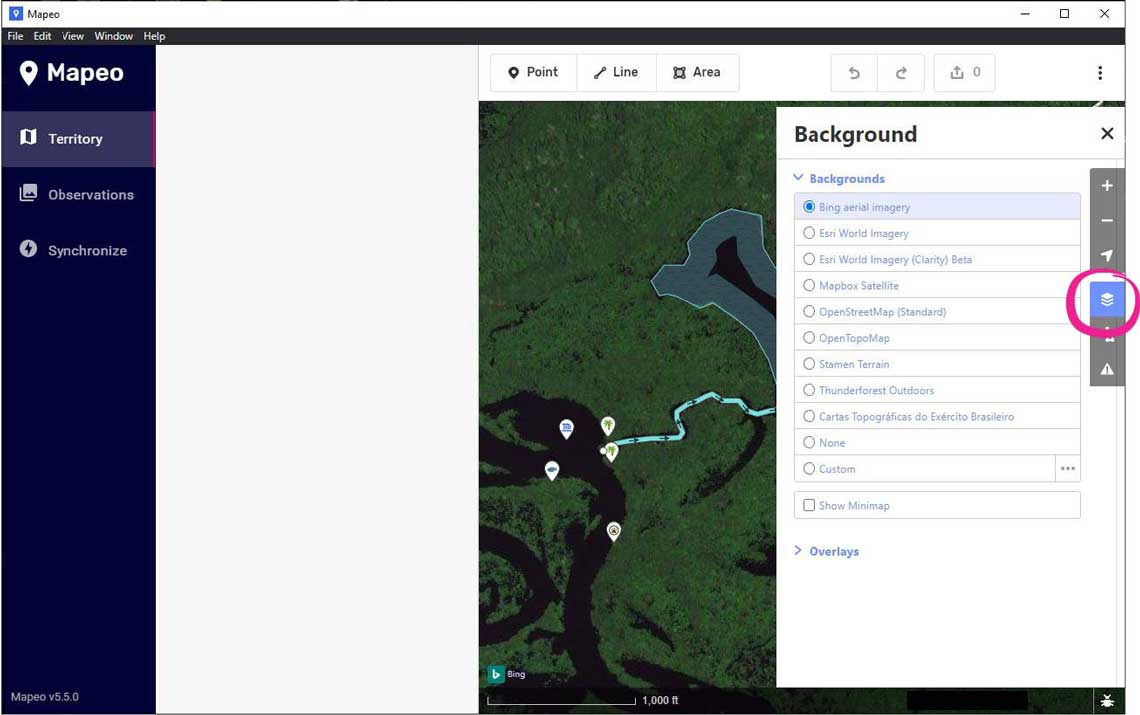 Mapeo
File Edit View Window Help
Mapeo
Territory
Observations
Synchronize
Mapeo v5.5.0
Point Line Area 0
Background
Backgrounds
Bing aerial imagery
Esri World Imagery
Esri World Imagery (Clarity) Beta
Mapbox Satellite
OpenStreetMap (Standard)
OpenTopoMap
Stamen Terrain
Thunderforest Outdoors
Cartas Topográficas do Exército Brasileiro
None
Custom
Show Minimap
Overlays
Bing
1,000 ft